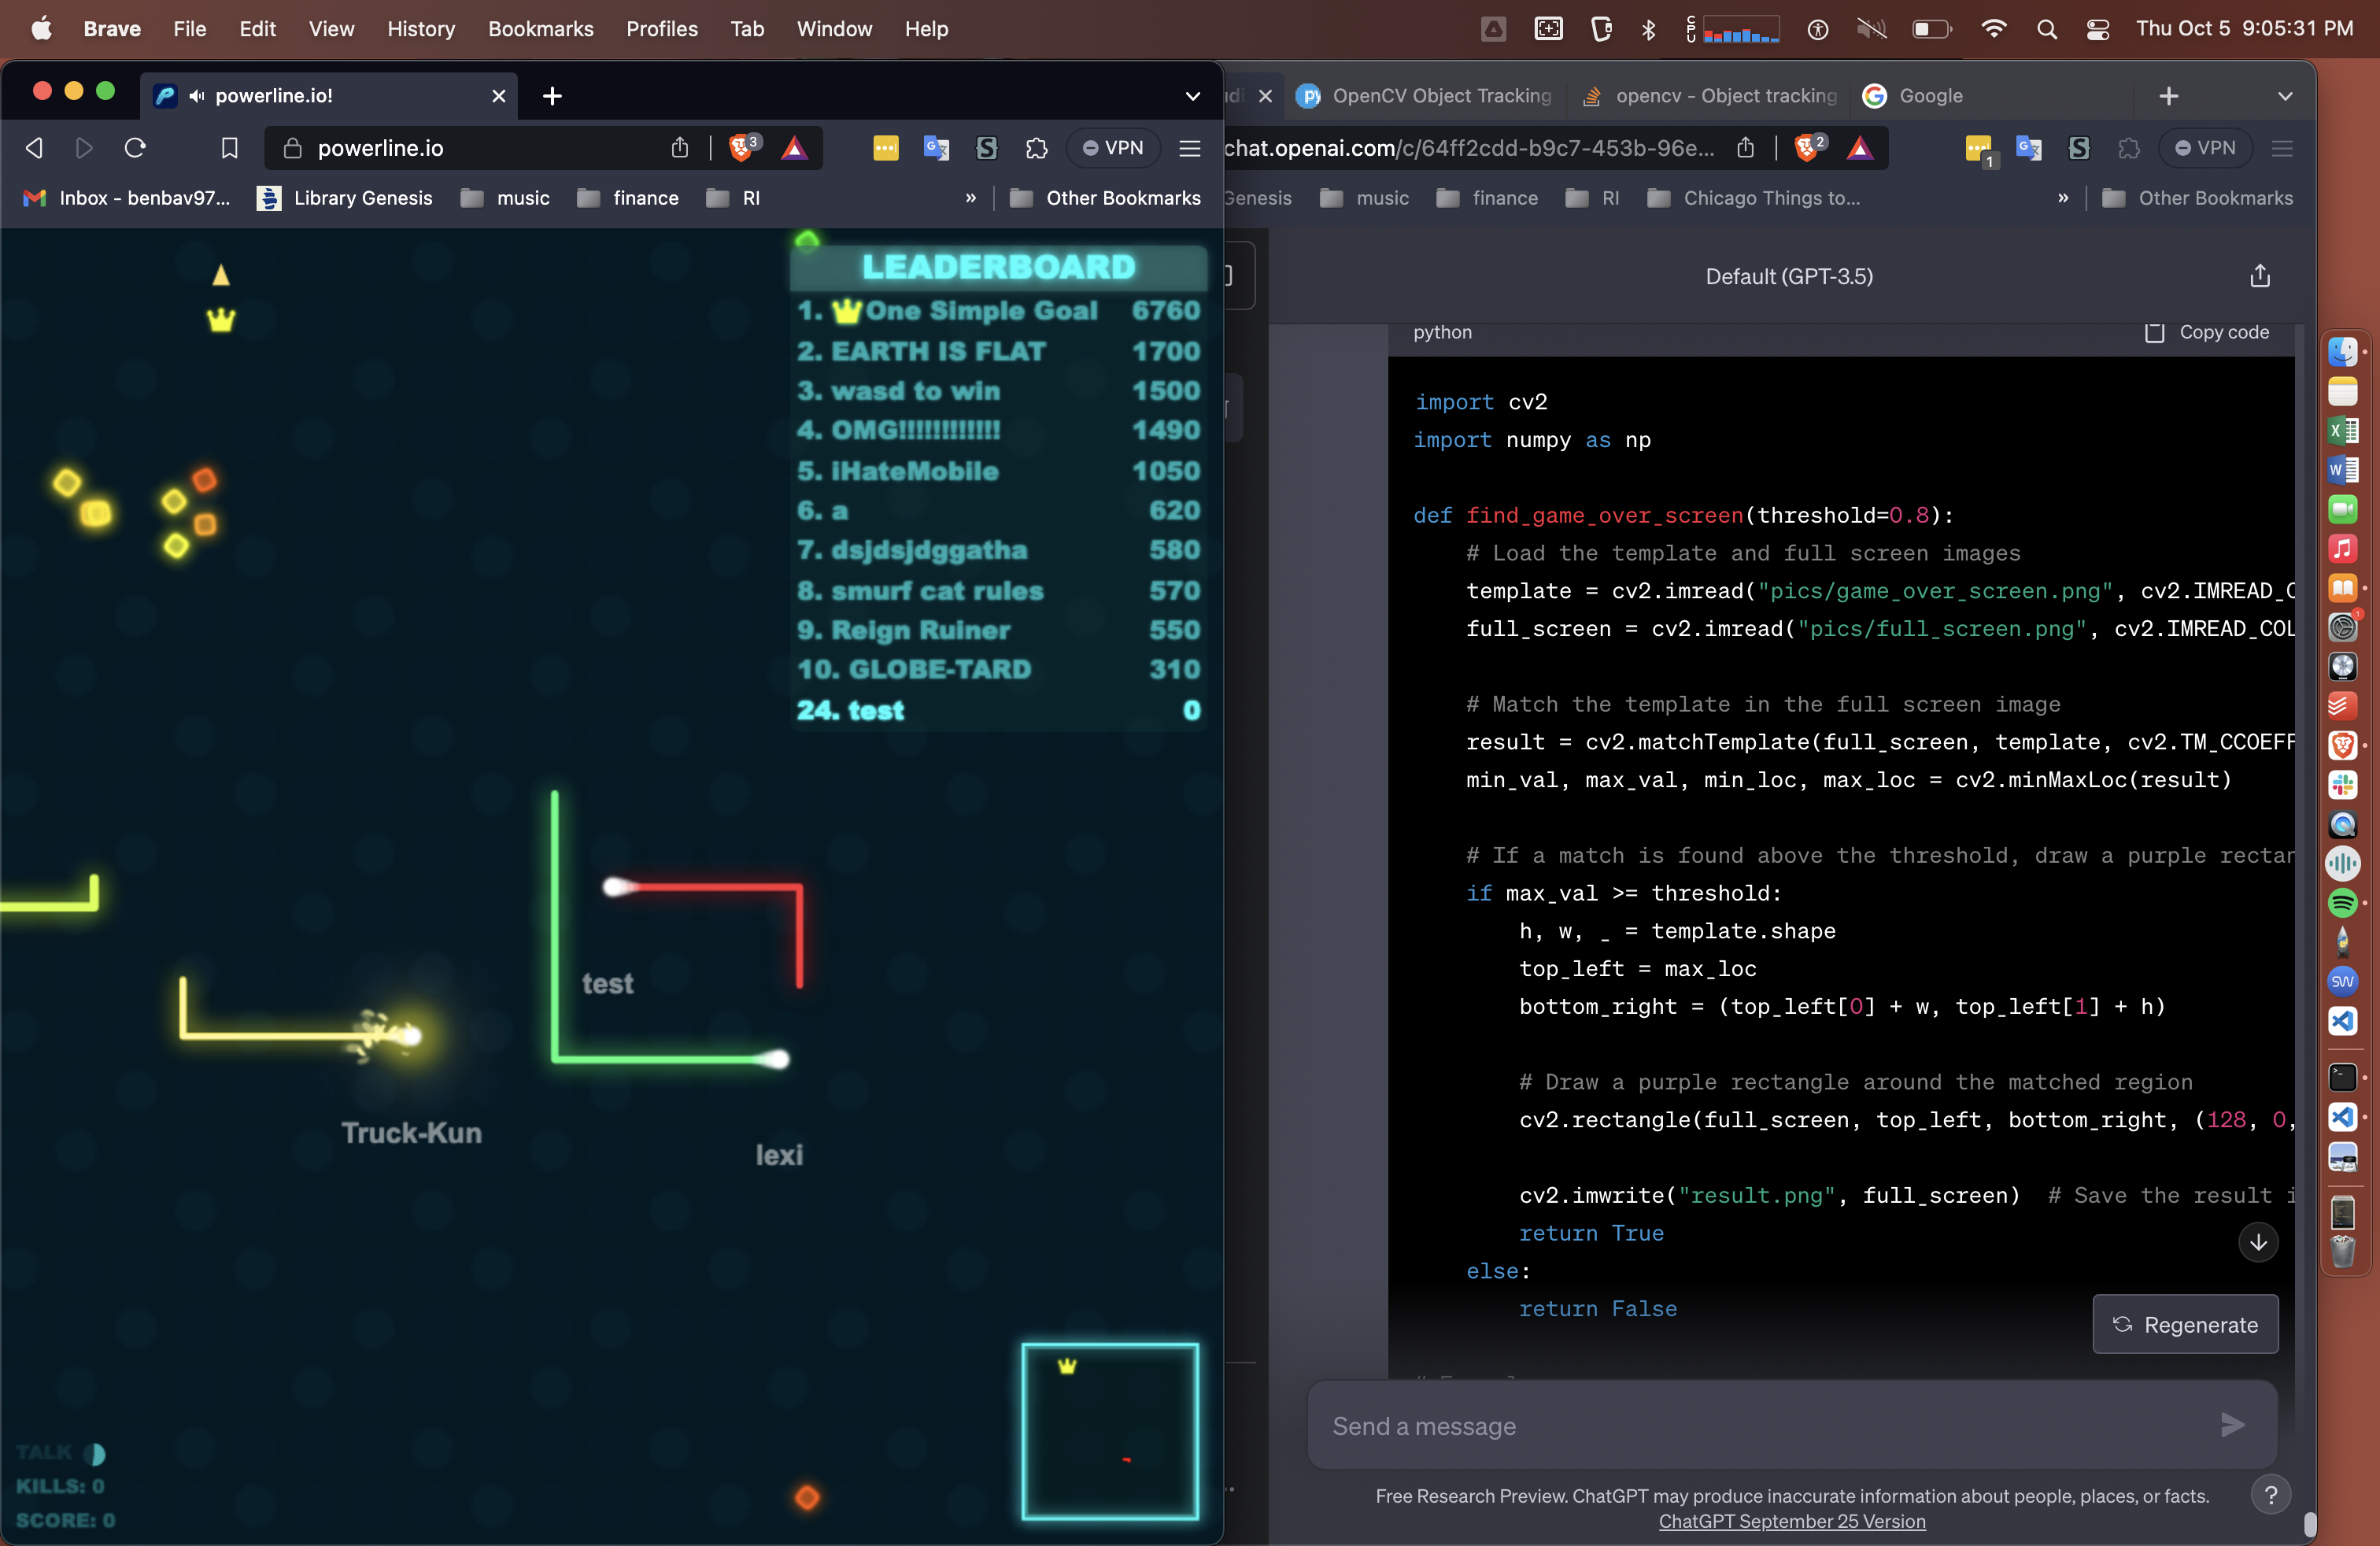 Brave File Edit View History Bookmarks Profiles Tab Window Help
CPU
Thu Oct 5 9:05:31 PM
powerline.io!
OpenCV Object Tracking
opencv - Object tracking
Google
powerline.io
3
VPN
chat.openai.com/c/64ff2cdd-b9c7-453b-96e...
2
1
VPN
Inbox - benbav97...
Library Genesis
music
finance
RI
»
Other Bookmarks
Genesis
music
finance
RI
Chicago Things to...
»
Other Bookmarks
LEADERBOARD
1. One Simple Goal 6760
2. EARTH IS FLAT 1700
3. wasd to win 1500
4. OMG!!!!!!!!!!!! 1490
5. iHateMobile 1050
6. a 620
7. dsjdsjdggatha 580
8. smurf cat rules 570
9. Reign Ruiner 550
10. GLOBE-TARD 310
24. test 0
test
Truck-Kun
lexi
TALK
KILLS: 0
SCORE: 0
Default (GPT-3.5)
python
Copy code
import cv2
import numpy as np
def find_game_over_screen(threshold=0.8):
# Load the template and full screen images
template = cv2.imread("pics/game_over_screen.png", cv2.IMREAD_C
full_screen = cv2.imread("pics/full_screen.png", cv2.IMREAD_COL
# Match the template in the full screen image
result = cv2.matchTemplate(full_screen, template, cv2.TM_CCOEFF
min_val, max_val, min_loc, max_loc = cv2.minMaxLoc(result)
# If a match is found above the threshold, draw a purple rectan
if max_val >= threshold:
h, w, _ = template.shape
top_left = max_loc
bottom_right = (top_left[0] + w, top_left[1] + h)
# Draw a purple rectangle around the matched region
cv2.rectangle(full_screen, top_left, bottom_right, (128, 0,
cv2.imwrite("result.png", full_screen) # Save the result i
return True
else:
return False
Regenerate
Send a message
Free Research Preview. ChatGPT may produce inaccurate information about people, places, or facts.
ChatGPT September 25 Version
?